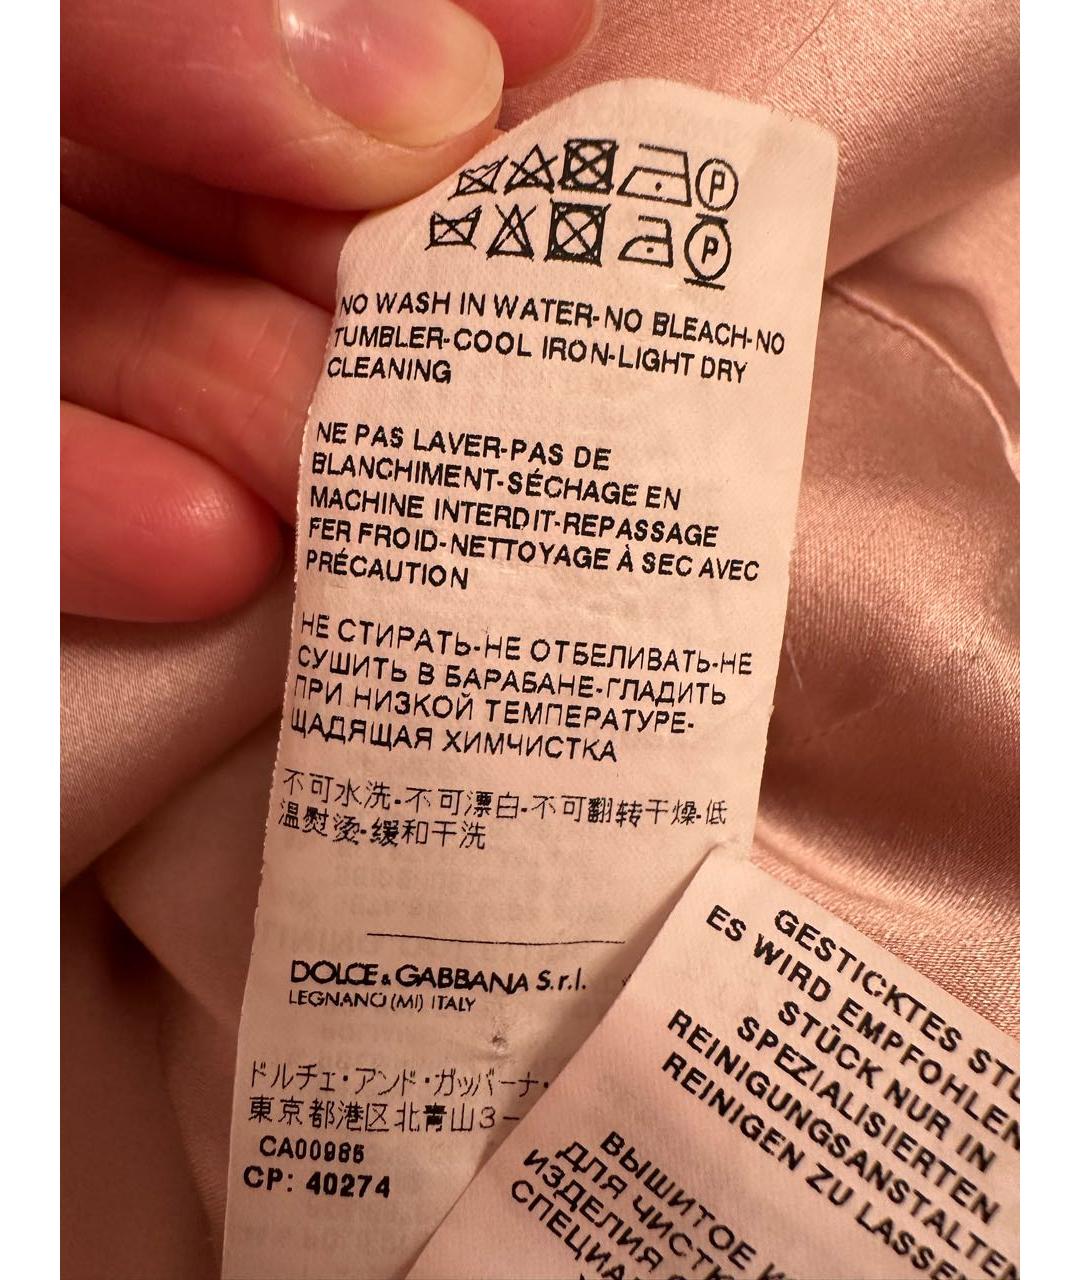 NO WASH IN WATER-NO BLEACH-NO
TUMBLER-COOL IRON-LIGHT DRY
CLEANING
NE PAS LAVER-PAS DE
BLANCHIMENT-SÉCHAGE EN
MACHINE INTERDIT-REPASSAGE
FER FROID-NETTOYAGE À SEC AVEC
PRÉCAUTION
НЕ СТИРАТЬ-НЕ ОТБЕЛИВАТЬ-НЕ
СУШИТЬ В БАРАБАНЕ-ГЛАДИТЬ
ПРИ НИЗКОЙ ТЕМПЕРАТУРЕ-
ЩАДЯЩАЯ ХИМЧИСТКА
不可水洗-不可漂白-不可翻转干燥-低
温熨烫-缓和干洗
DOLCE & GABBANA S.r.l.
LEGNANO (MI) ITALY
ドルチェ・アンド・ガッバーナ・
東京都港区北青山3-
CA00985
CP: 40274
GESTICKTES
ES WIRD EMPFOHLEN
STÜCK NUR IN
SPEZIALISIERTEN
REINIGUNGSANSTALTEN
REINIGEN ZU LASSEN
ВЫШИТОЕ
ДЛЯ
ИЗДЕЛИЯ